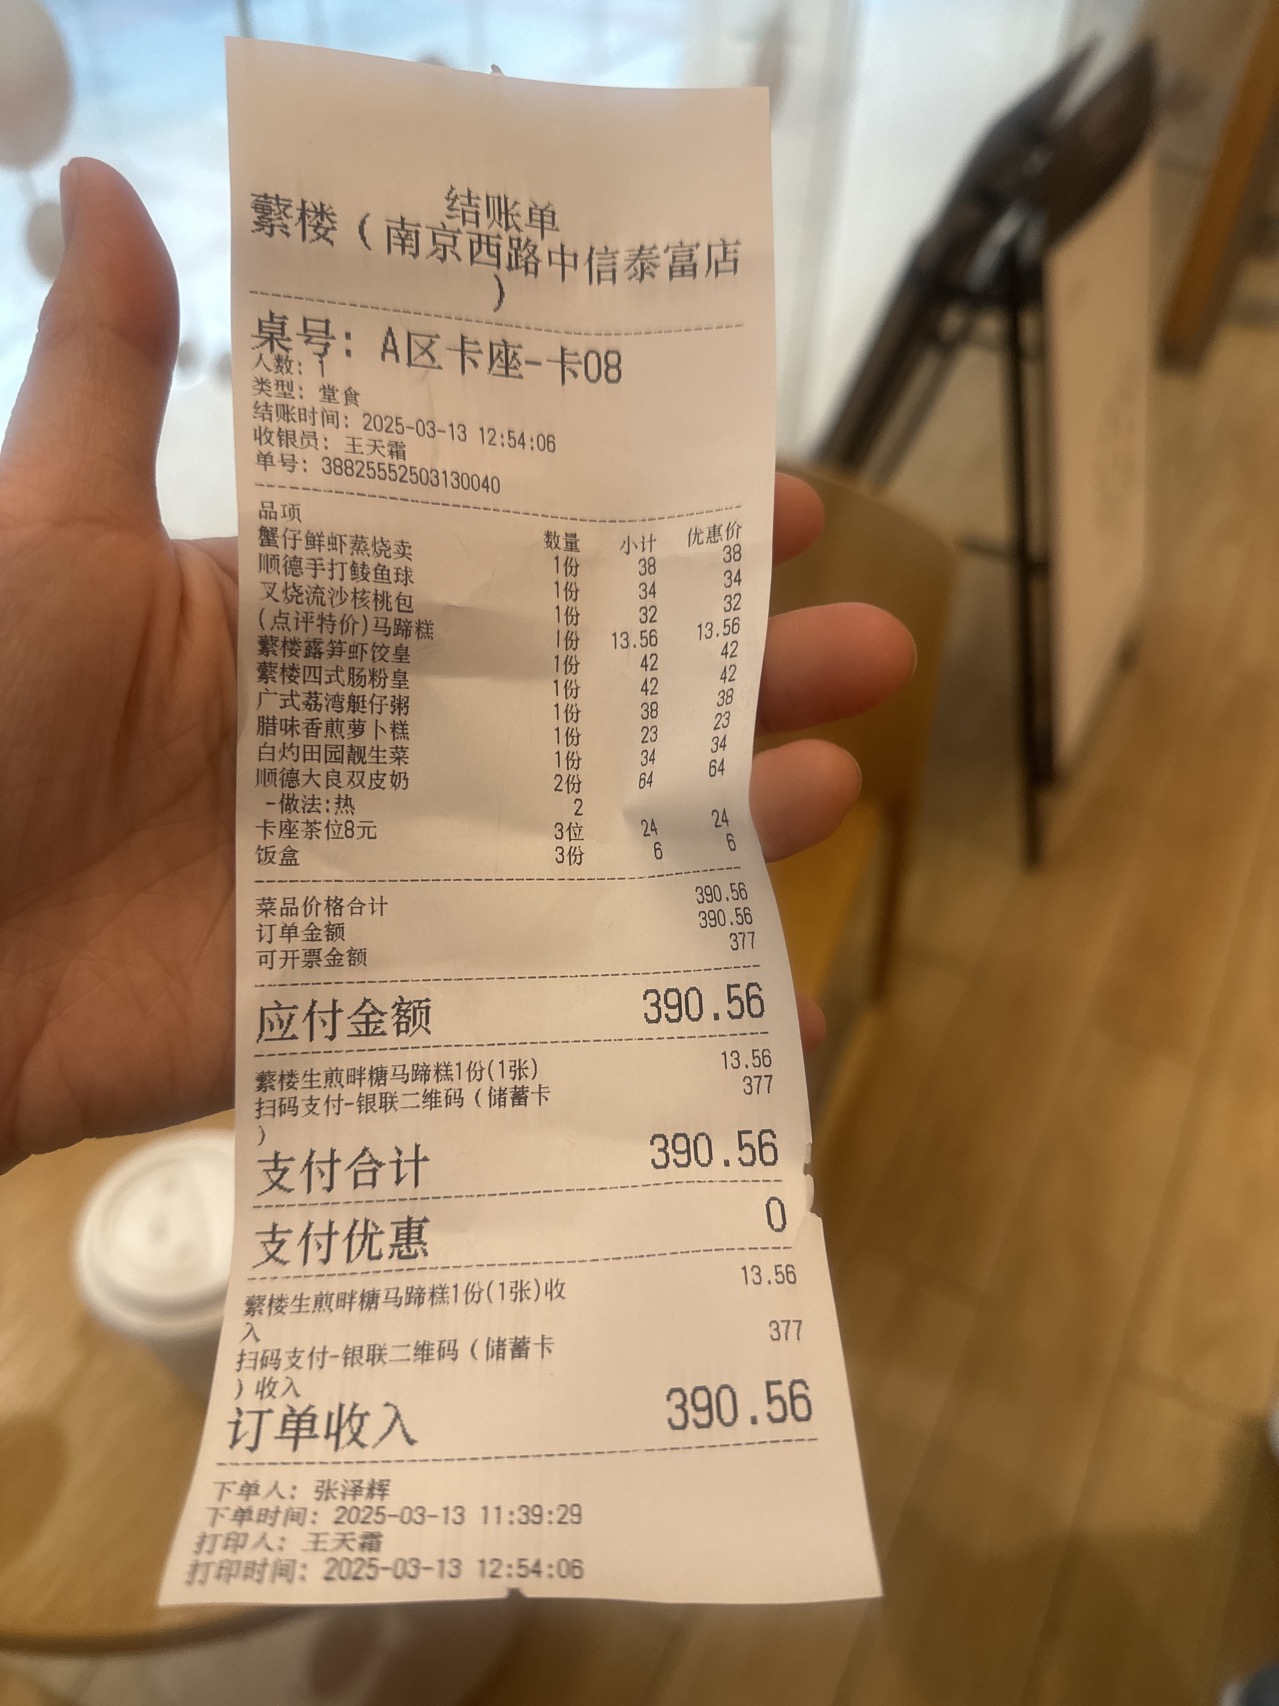 结账单
蘩楼（南京西路中信泰富店
）
桌号：A区卡座-卡08
人数：1
类型：堂食
结账时间：2025-03-13 12:54:06
收银员：王天霜
单号：38825552503130040
品项 数量 小计 优惠价
蟹仔鲜虾蒸烧卖 1份 38 38
顺德手打鲮鱼球 1份 34 34
叉烧流沙核桃包 1份 32 32
(点评特价)马蹄糕 1份 13.56 13.56
蘩楼露笋虾饺皇 1份 42 42
蘩楼四式肠粉皇 1份 42 42
广式荔湾艇仔粥 1份 38 38
腊味香煎萝卜糕 1份 23 23
白灼田园靓生菜 1份 34 34
顺德大良双皮奶 2份 64 64
-做法:热 2
卡座茶位8元 3位 24 24
饭盒 3份 6 6
菜品价格合计 390.56
订单金额 390.56
可开票金额 377
应付金额 390.56
蘩楼生煎畔糖马蹄糕1份(1张) 13.56
扫码支付-银联二维码（储蓄卡 377
）
支付合计 390.56
支付优惠 0
蘩楼生煎畔糖马蹄糕1份(1张)收 13.56
入
扫码支付-银联二维码（储蓄卡 377
）收入
订单收入 390.56
下单人：张泽辉
下单时间：2025-03-13 11:39:29
打印人：王天霜
打印时间：2025-03-13 12:54:06